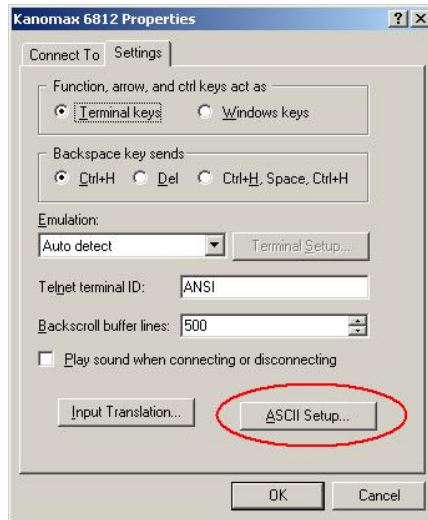 Kanomax 6812 Properties
Connect To Settings
Function, arrow, and ctrl keys act as
Terminal keys Windows keys
Backspace key sends
Ctrl+H Del Ctrl+H, Space, Ctrl+H
Emulation:
Auto detect Terminal Setup...
Telnet terminal ID: ANSI
Backscroll buffer lines: 500
Play sound when connecting or disconnecting
Input Translation... ASCII Setup...
OK Cancel